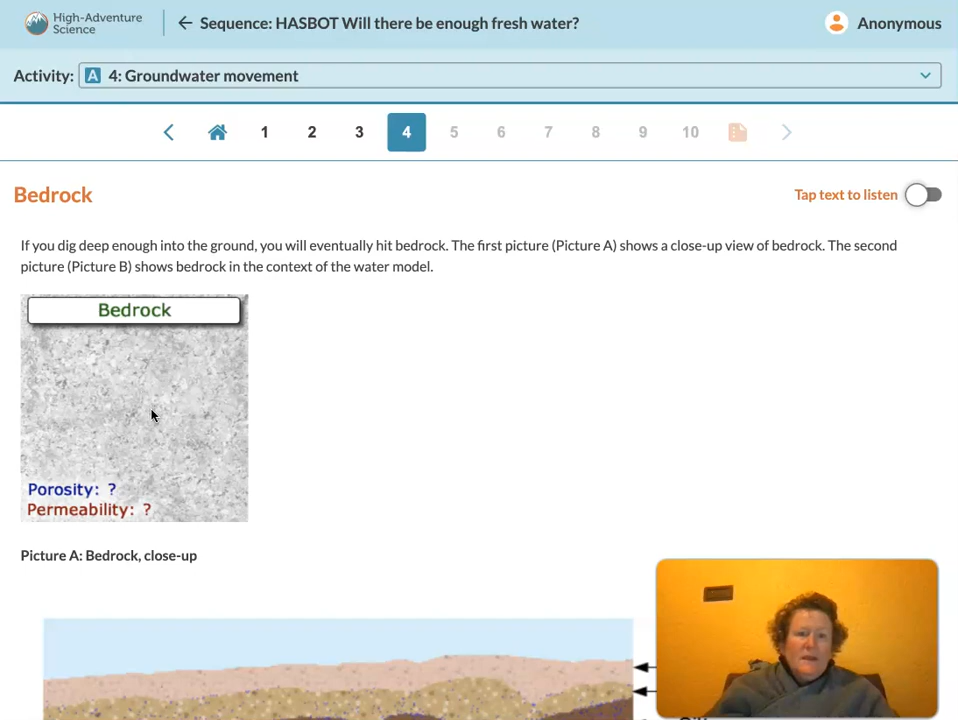 High-Adventure
Science
Sequence: HASBOT Will there be enough fresh water?
Anonymous
Activity:
A 4: Groundwater movement
1 2 3 4 5 6 7 8 9 10
Bedrock
Tap text to listen
If you dig deep enough into the ground, you will eventually hit bedrock. The first picture (Picture A) shows a close-up view of bedrock. The second
picture (Picture B) shows bedrock in the context of the water model.
Bedrock
Porosity: ?
Permeability: ?
Picture A: Bedrock, close-up